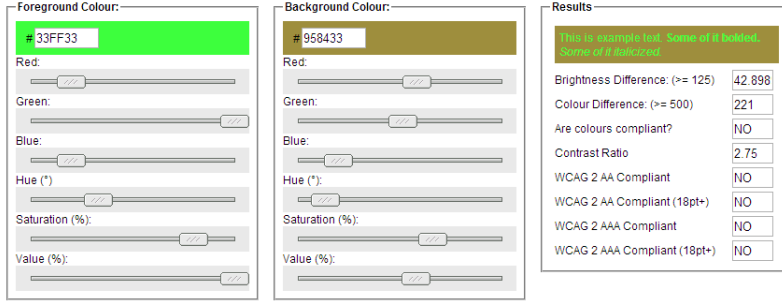 Foreground Colour:
# 33FF33
Red:
Green:
Blue:
Hue (°)
Saturation (%):
Value (%):
Background Colour:
# 958433
Red:
Green:
Blue:
Hue (°):
Saturation (%):
Value (%):
Results
This is example text. Some of it bolded.
Some of it italicized.
Brightness Difference: (>= 125) 42.898
Colour Difference: (>= 500) 221
Are colours compliant? NO
Contrast Ratio 2.75
WCAG 2 AA Compliant NO
WCAG 2 AA Compliant (18pt+) NO
WCAG 2 AAA Compliant NO
WCAG 2 AAA Compliant (18pt+) NO